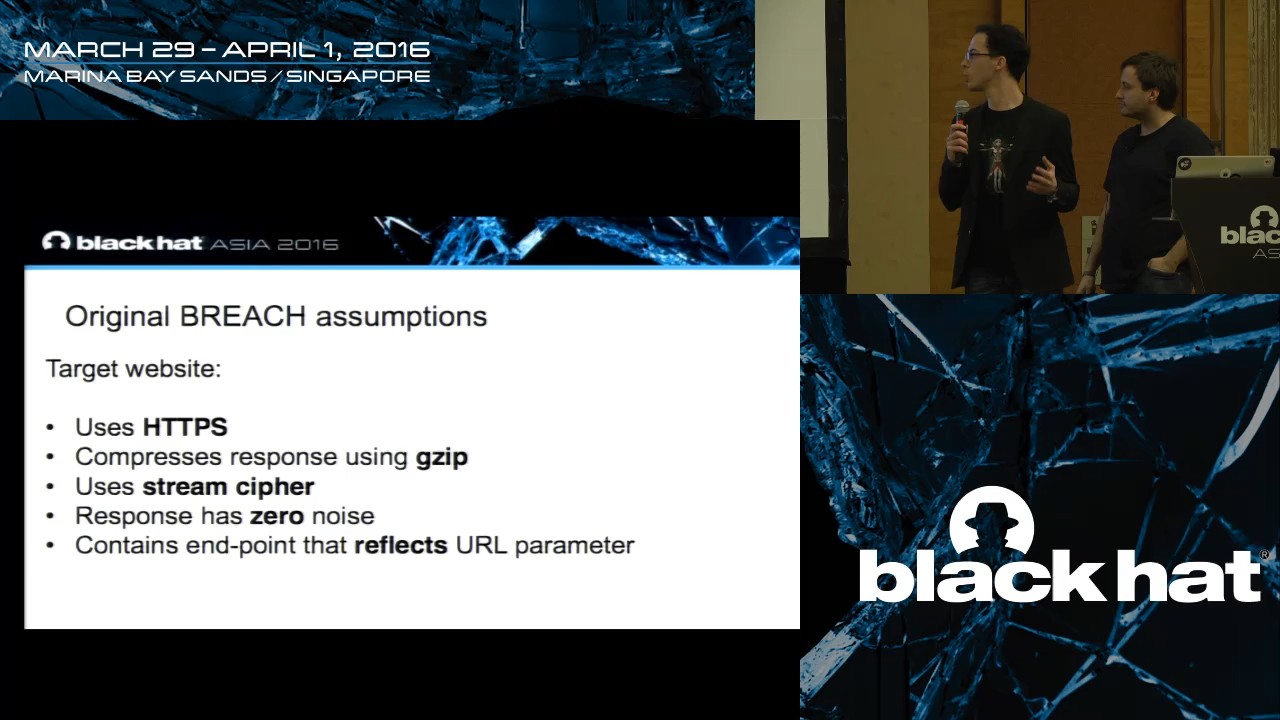 MARCH 29 – APRIL 1, 2016
MARINA BAY SANDS / SINGAPORE
black hat ASIA 2016
Original BREACH assumptions
Target website:
• Uses HTTPS
• Compresses response using gzip
• Uses stream cipher
• Response has zero noise
• Contains end-point that reflects URL parameter
blac
AS
black hat®